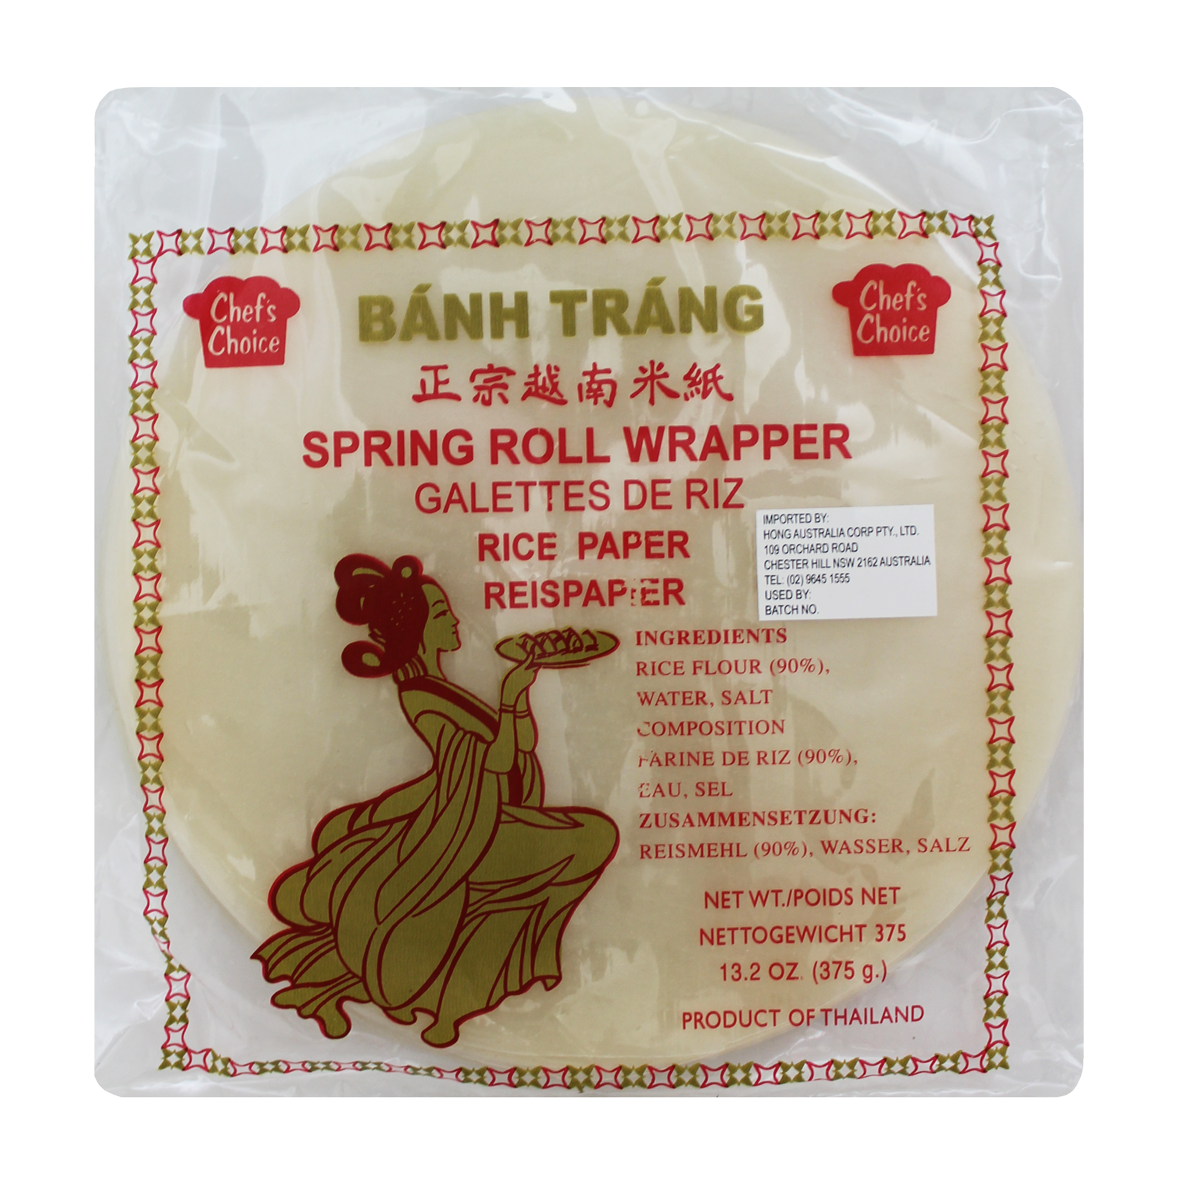 Chef's
Choice
BÁNH TRÁNG
Chef's
Choice
正宗越南米紙
SPRING ROLL WRAPPER
GALETTES DE RIZ
RICE PAPER
REISPAPIER
IMPORTED BY:
HONG AUSTRALIA CORP PTY., LTD.
109 ORCHARD ROAD
CHESTER HILL NSW 2162 AUSTRALIA
TEL: (02) 9645 1555
USED BY:
BATCH NO.
INGREDIENTS
RICE FLOUR (90%),
WATER, SALT
COMPOSITION
FARINE DE RIZ (90%),
EAU, SEL
ZUSAMMENSETZUNG:
REISMEHL (90%), WASSER, SALZ
NET WT./POIDS NET
NETTOGEWICHT 375
13.2 OZ. (375 g.)
PRODUCT OF THAILAND